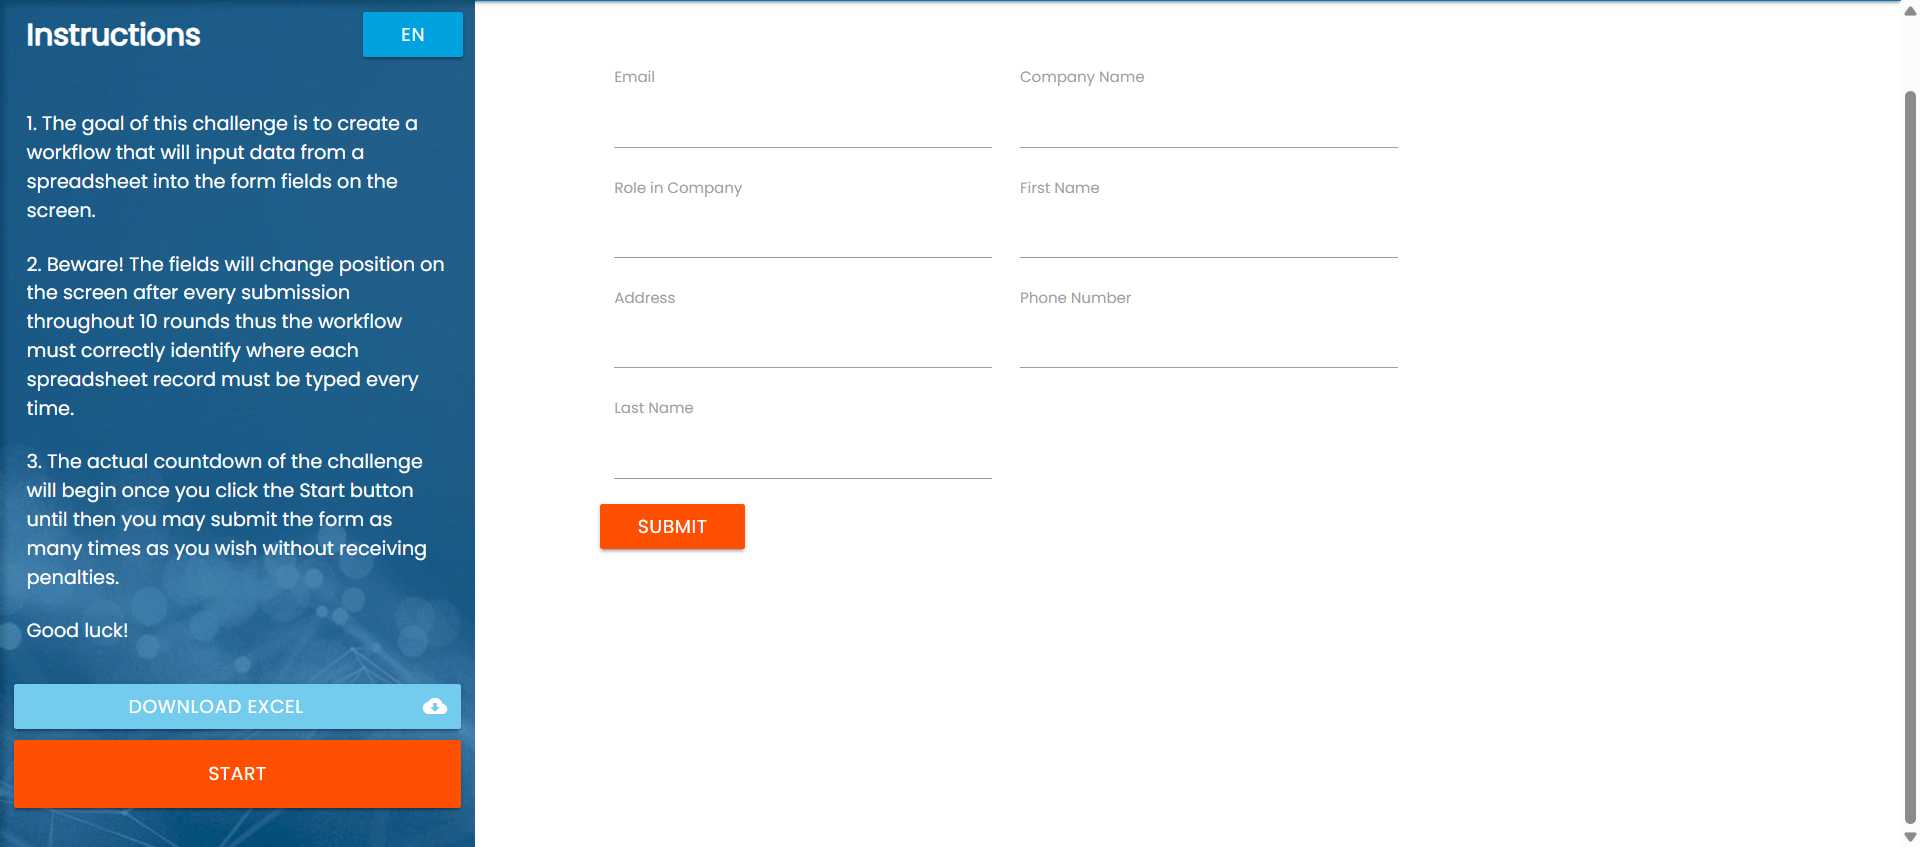 Instructions
EN
1. The goal of this challenge is to create a
workflow that will input data from a
spreadsheet into the form fields on the
screen.
2. Beware! The fields will change position on
the screen after every submission
throughout 10 rounds thus the workflow
must correctly identify where each
spreadsheet record must be typed every
time.
3. The actual countdown of the challenge
will begin once you click the Start button
until then you may submit the form as
many times as you wish without receiving
penalties.
Good luck!
DOWNLOAD EXCEL
START
Email
Company Name
Role in Company
First Name
Address
Phone Number
Last Name
SUBMIT